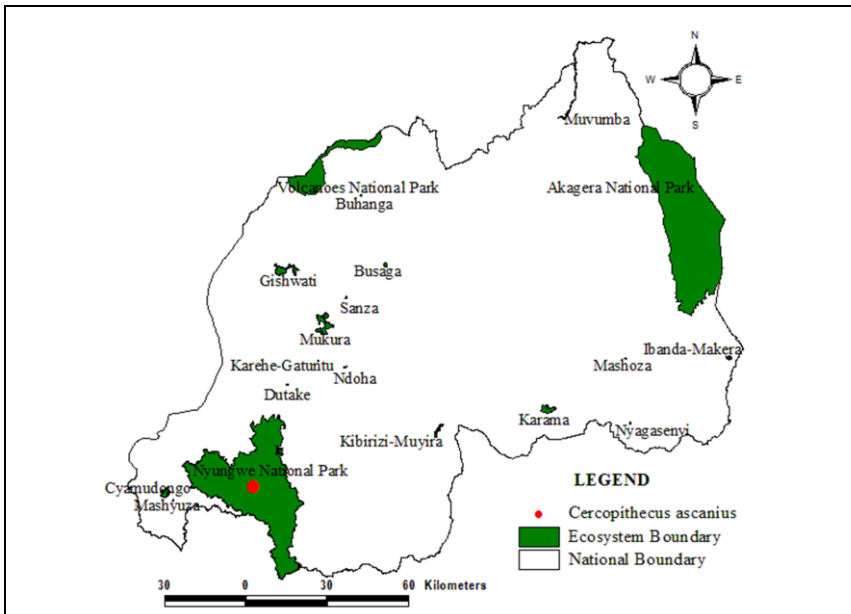 N
W E
S
Muvumba
Volcanoes National Park
Akagera National Park
Buhanga
Gishwati
Busaga
Sanza
Mukura
Ibanda-Makera
Karehe-Gaturitu
Mashoza
Ndoha
Dutake
Karama
Nyagasenyi
Kibirizi-Muyira
Nyungwe National Park
Cyamudongo
Mashyuza
LEGEND
Cercopithecus ascanius
Ecosystem Boundary
National Boundary
30 0 30 60 Kilometers